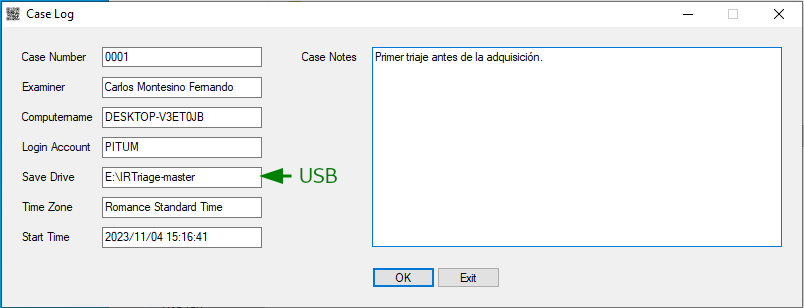 Case Log
Case Number 0001
Case Notes Primer triaje antes de la adquisición.
Examiner Carlos Montesino Fernando
Computername DESKTOP-V3ET0JB
Login Account PITUM
Save Drive E:\IRTriage-master USB
Time Zone Romance Standard Time
Start Time 2023/11/04 15:16:41
OK Exit